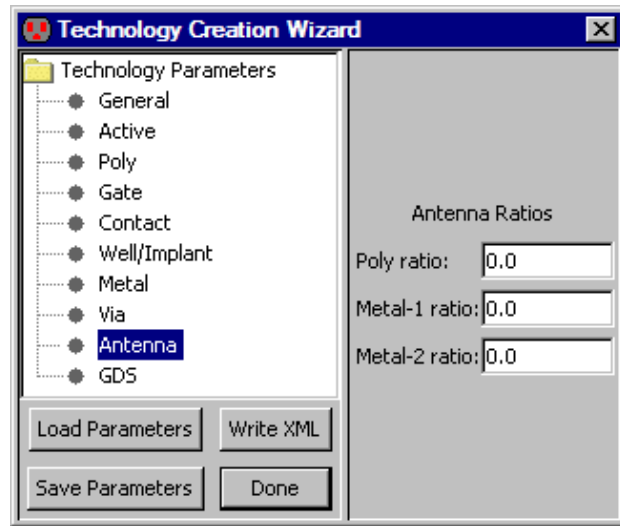 Technology Creation Wizard
Technology Parameters
General
Active
Poly
Gate
Contact
Well/Implant
Metal
Via
Antenna
GDS
Load Parameters
Write XML
Save Parameters
Done
Antenna Ratios
Poly ratio: 0.0
Metal-1 ratio: 0.0
Metal-2 ratio: 0.0